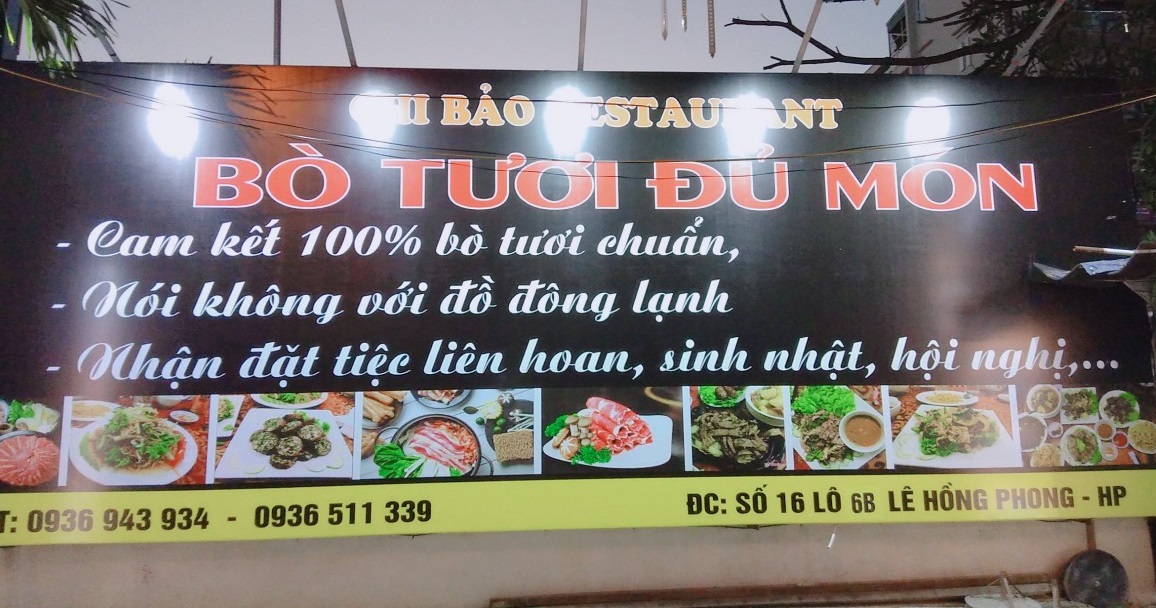 BẢO
BÒ TƯƠI ĐỦ MÓN
- Cam kết 100% bò tươi chuẩn,
- Nói không với đồ đông lạnh
- Nhận đặt tiệc liên hoan, sinh nhật, hội nghị,...
T: 0936 943 934 - 0936 511 339
ĐC: SỐ 16 LÔ 6B LÊ HỒNG PHONG - HP